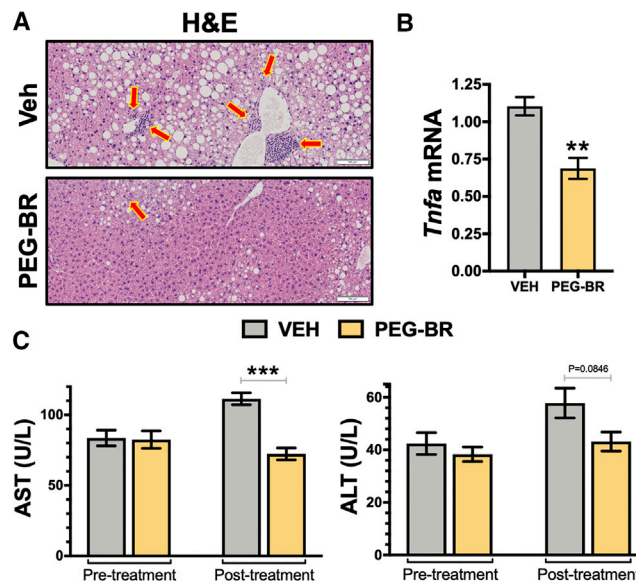 A
H&E
Veh
PEG-BR
B
Tnfa mRNA
1.25
1.00
0.75
0.50
0.25
0.00
**
VEH
PEG-BR
VEH
PEG-BR
C
AST (U/L)
100
50
0
***
Pre-treatment
Post-treatment
ALT (U/L)
60
40
20
0
P=0.0846
Pre-treatment
Post-treatment